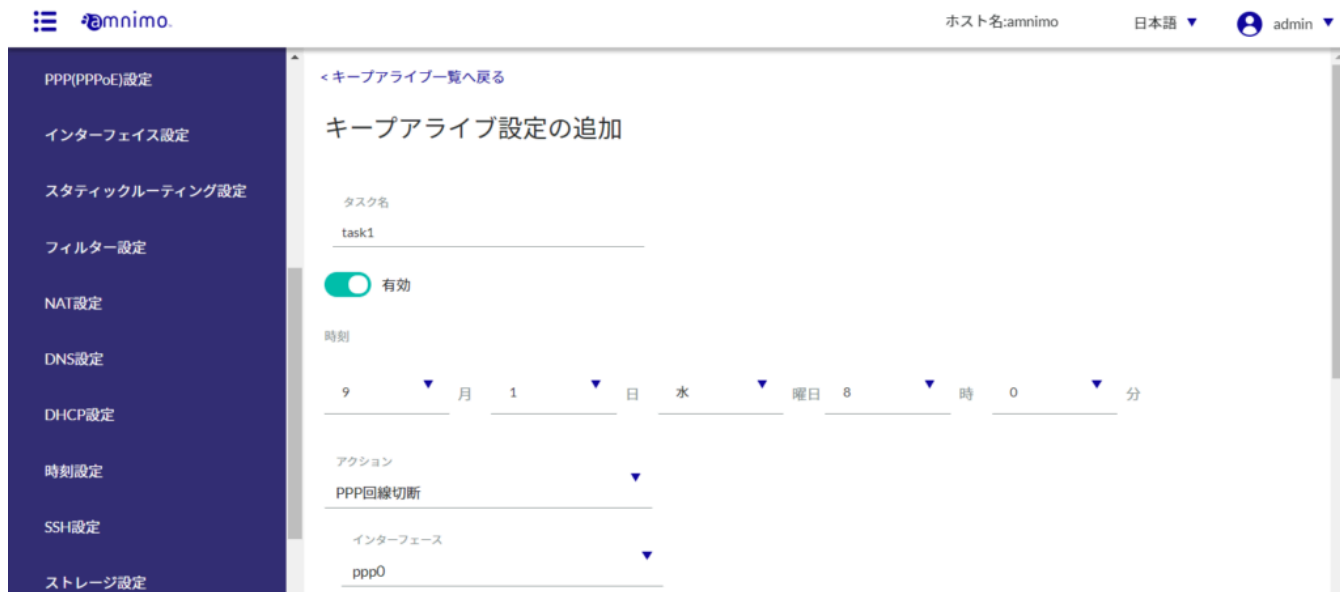 amnimo.
ホスト名:amnimo
日本語 ▼
admin ▼
PPP(PPPoE)設定
インターフェイス設定
スタティックルーティング設定
フィルター設定
NAT設定
DNS設定
DHCP設定
時刻設定
SSH設定
ストレージ設定
<キープアライブ一覧へ戻る
キープアライブ設定の追加
タスク名
task1
有効
時刻
9 ▼ 月 1 ▼ 日 水 ▼ 曜日 8 ▼ 時 0 ▼ 分
アクション
PPP回線切断 ▼
インターフェース
ppp0 ▼